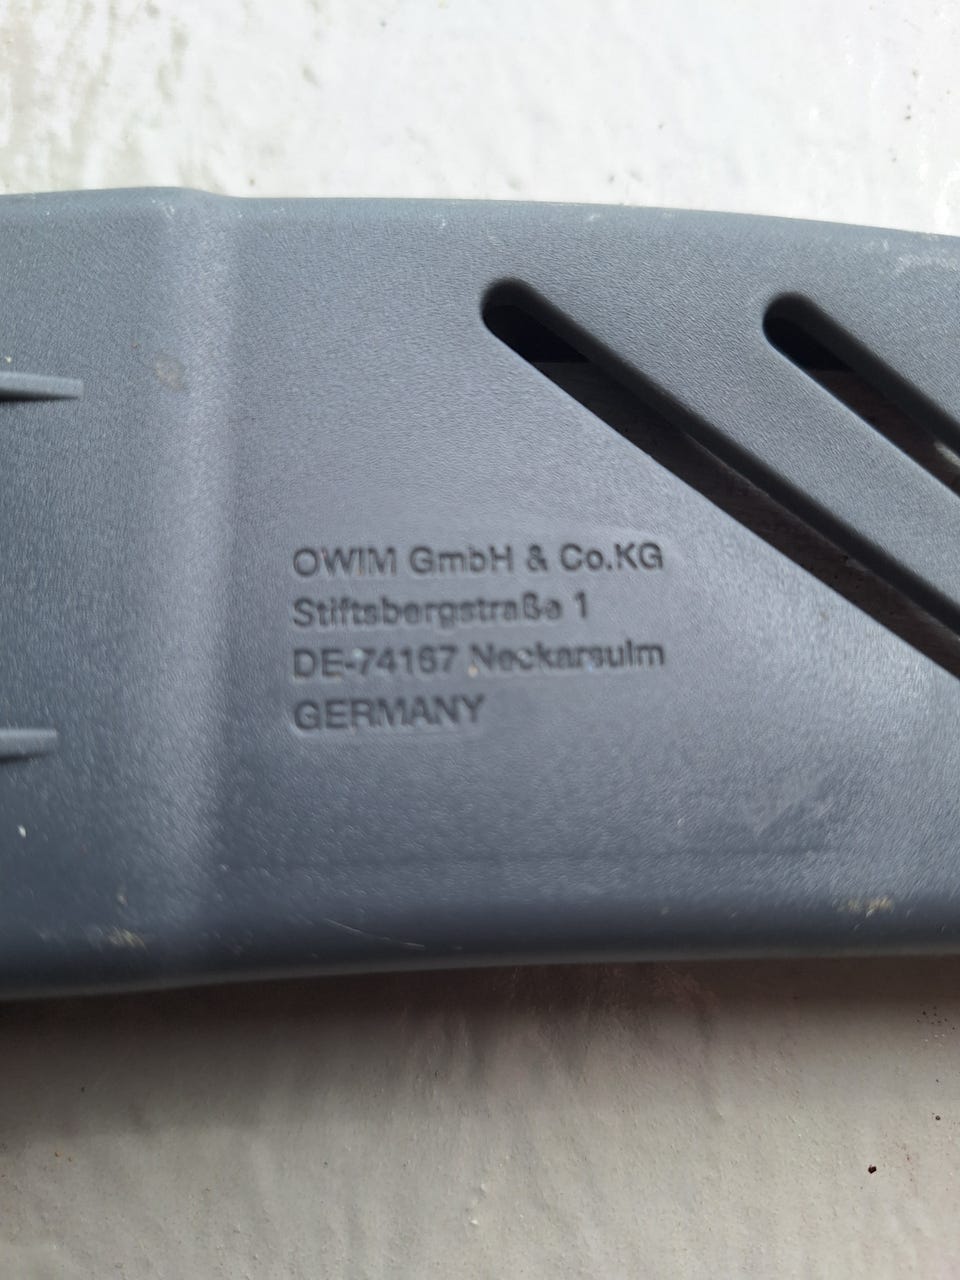 OWIM GmbH & Co.KG
Stiftsbergstraße 1
DE-74167 Neckarsulm
GERMANY